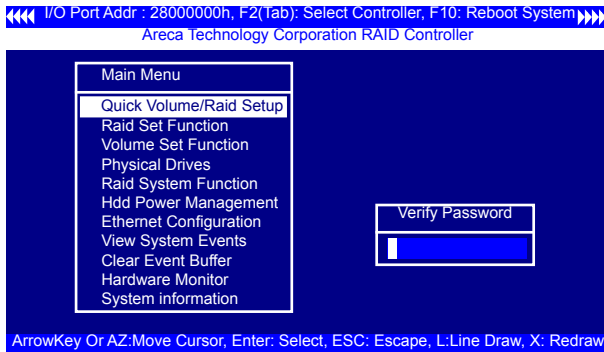 I/O Port Addr : 28000000h, F2(Tab): Select Controller, F10: Reboot System
Areca Technology Corporation RAID Controller
Main Menu
Quick Volume/Raid Setup
Raid Set Function
Volume Set Function
Physical Drives
Raid System Function
Hdd Power Management
Ethernet Configuration
View System Events
Clear Event Buffer
Hardware Monitor
System information
Verify Password
ArrowKey Or AZ:Move Cursor, Enter: Select, ESC: Escape, L:Line Draw, X: Redraw